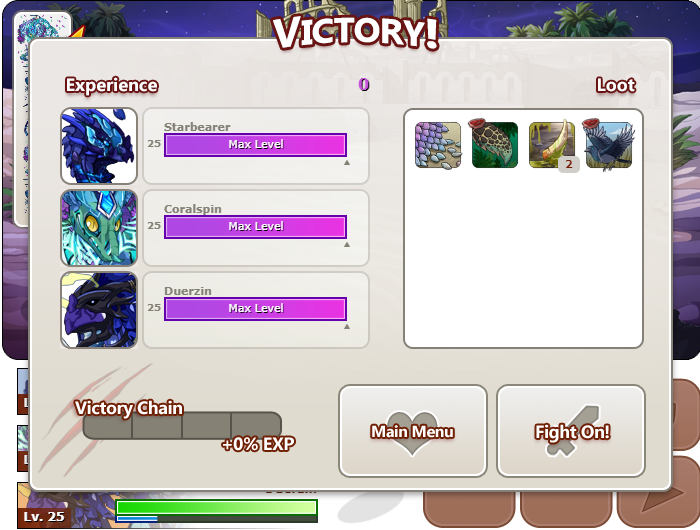 VICTORY!
Experience
0
Loot
Starbearer
25
Max Level
2
Coralspin
25
Max Level
Duerzin
25
Max Level
Victory Chain
+0% EXP
Main Menu
Fight On!
Lv. 25